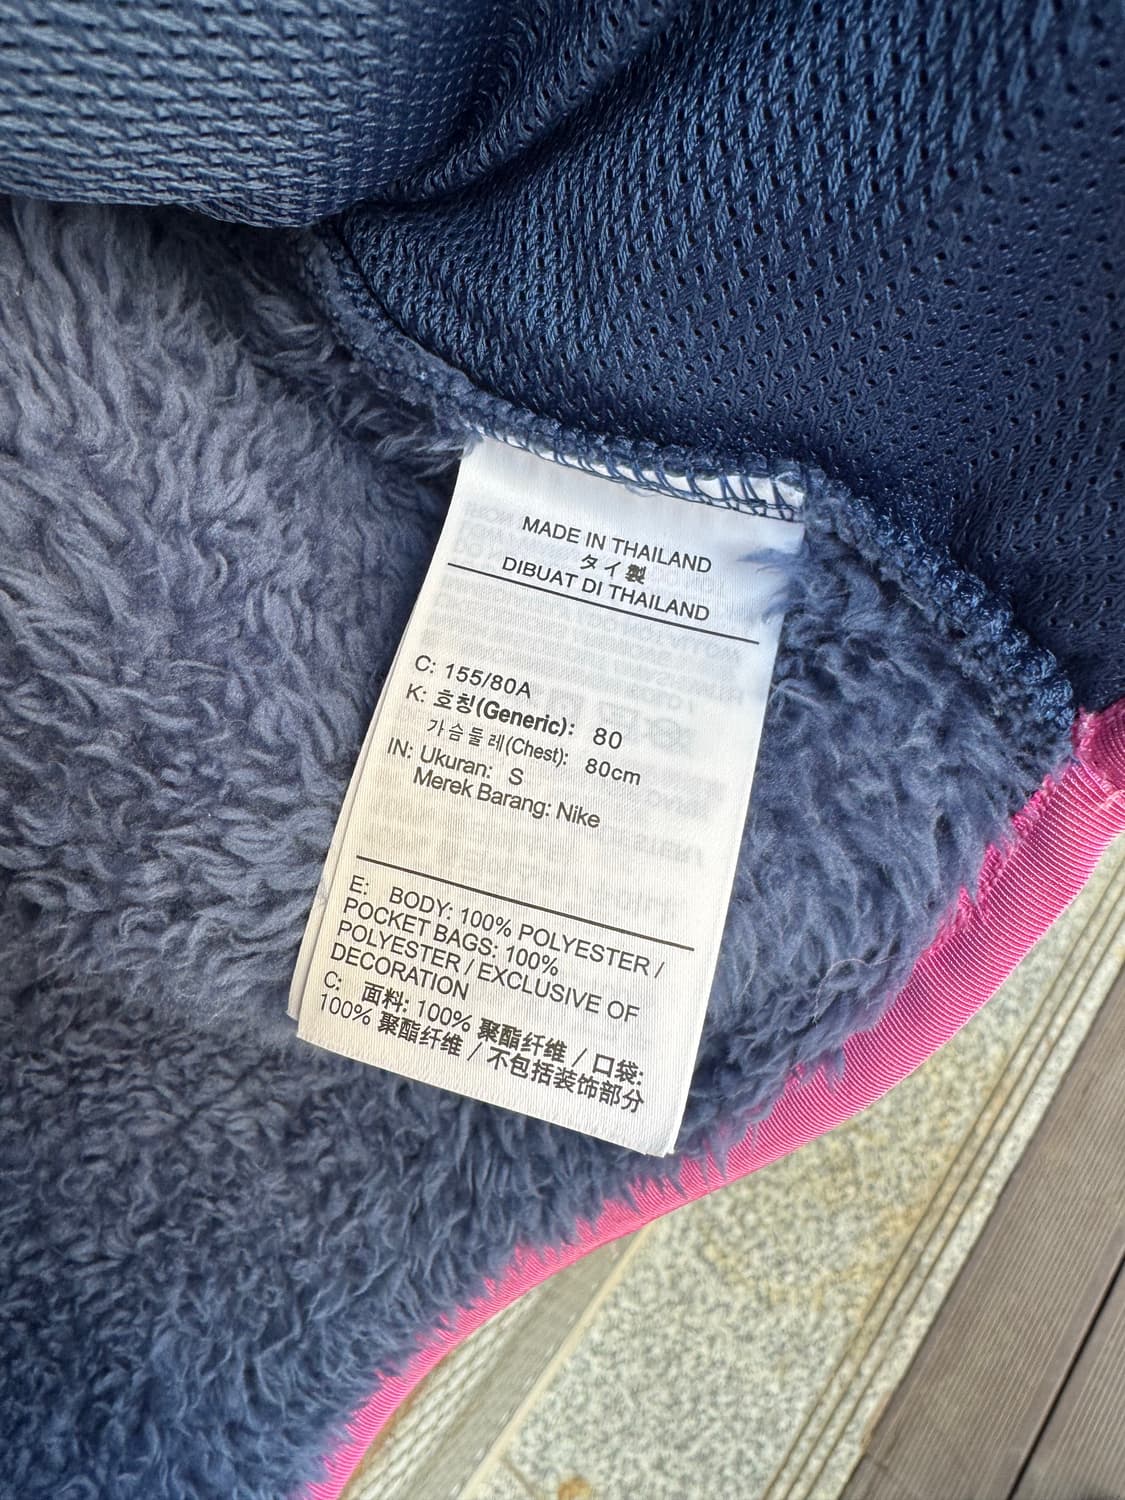 MADE IN THAILAND
タイ製
DIBUAT DI THAILAND
C: 155/80A
K: 호칭(Generic): 80
가슴둘레(Chest): 80cm
IN: Ukuran: S
Merek Barang: Nike
E: BODY: 100% POLYESTER /
POCKET BAGS: 100%
POLYESTER / EXCLUSIVE OF
DECORATION
C: 面料: 100% 聚酯纤维 / 口袋:
100% 聚酯纤维 / 不包括装饰部分